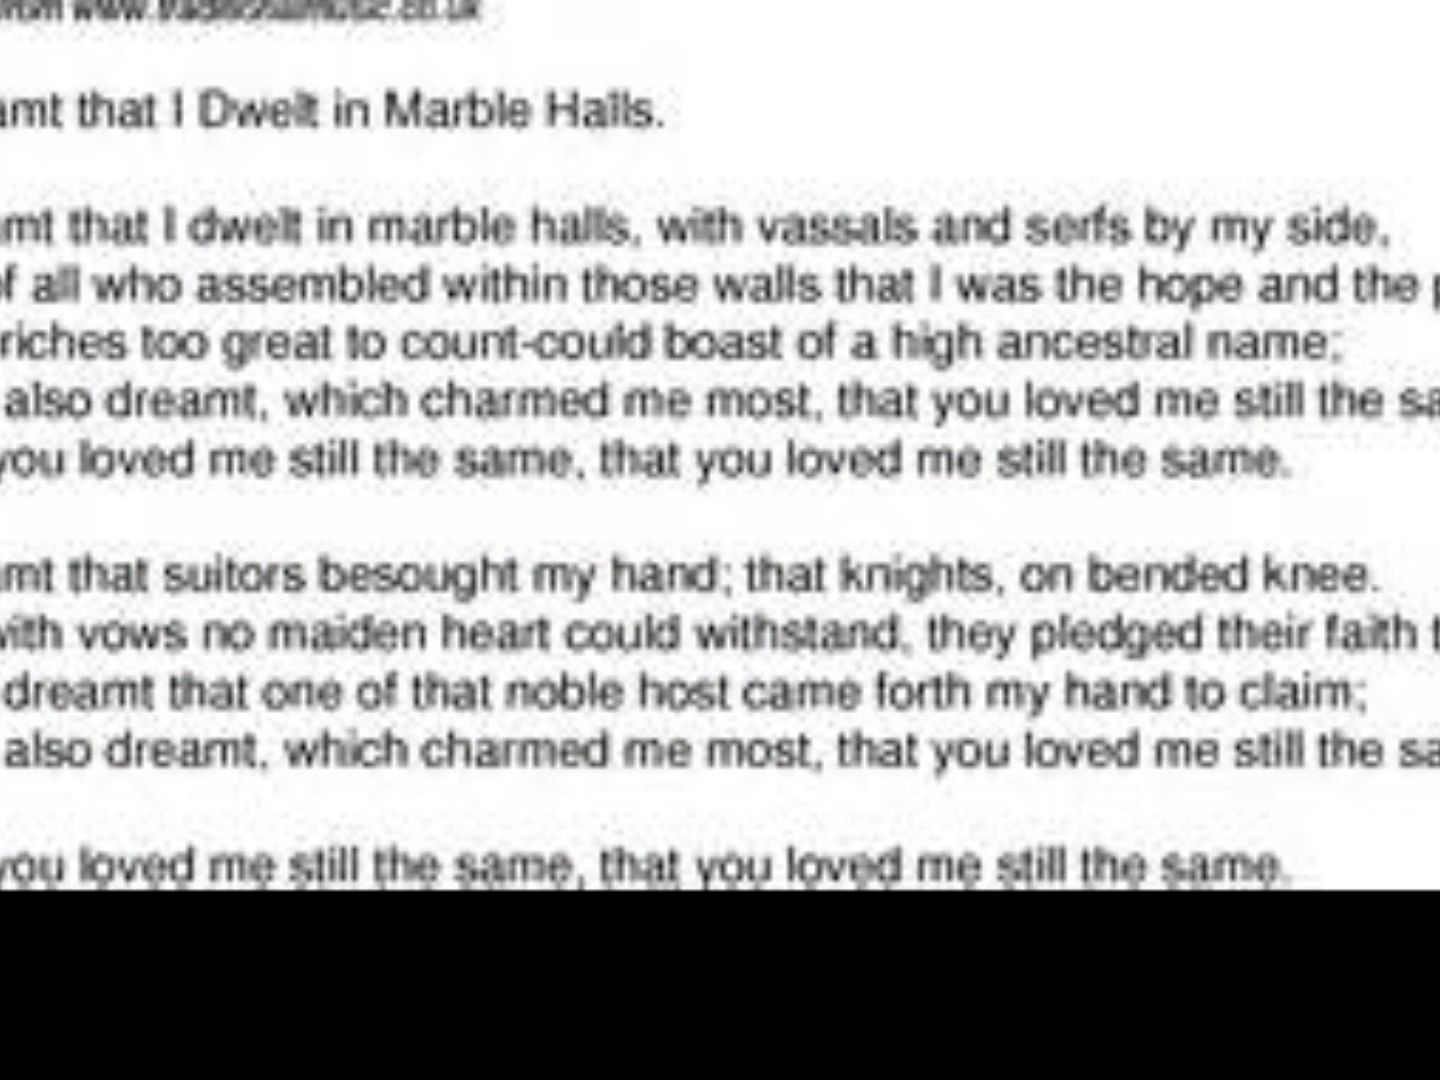 from www.traditionalmusic.co.uk
amt that I Dwelt in Marble Halls.
amt that I dwelt in marble halls, with vassals and serfs by my side,
of all who assembled within those walls that I was the hope and the p
riches too great to count-could boast of a high ancestral name;
also dreamt, which charmed me most, that you loved me still the sa
you loved me still the same, that you loved me still the same.
amt that suitors besought my hand; that knights, on bended knee.
with vows no maiden heart could withstand, they pledged their faith t
dreamt that one of that noble host came forth my hand to claim;
also dreamt, which charmed me most, that you loved me still the sa
you loved me still the same, that you loved me still the same.